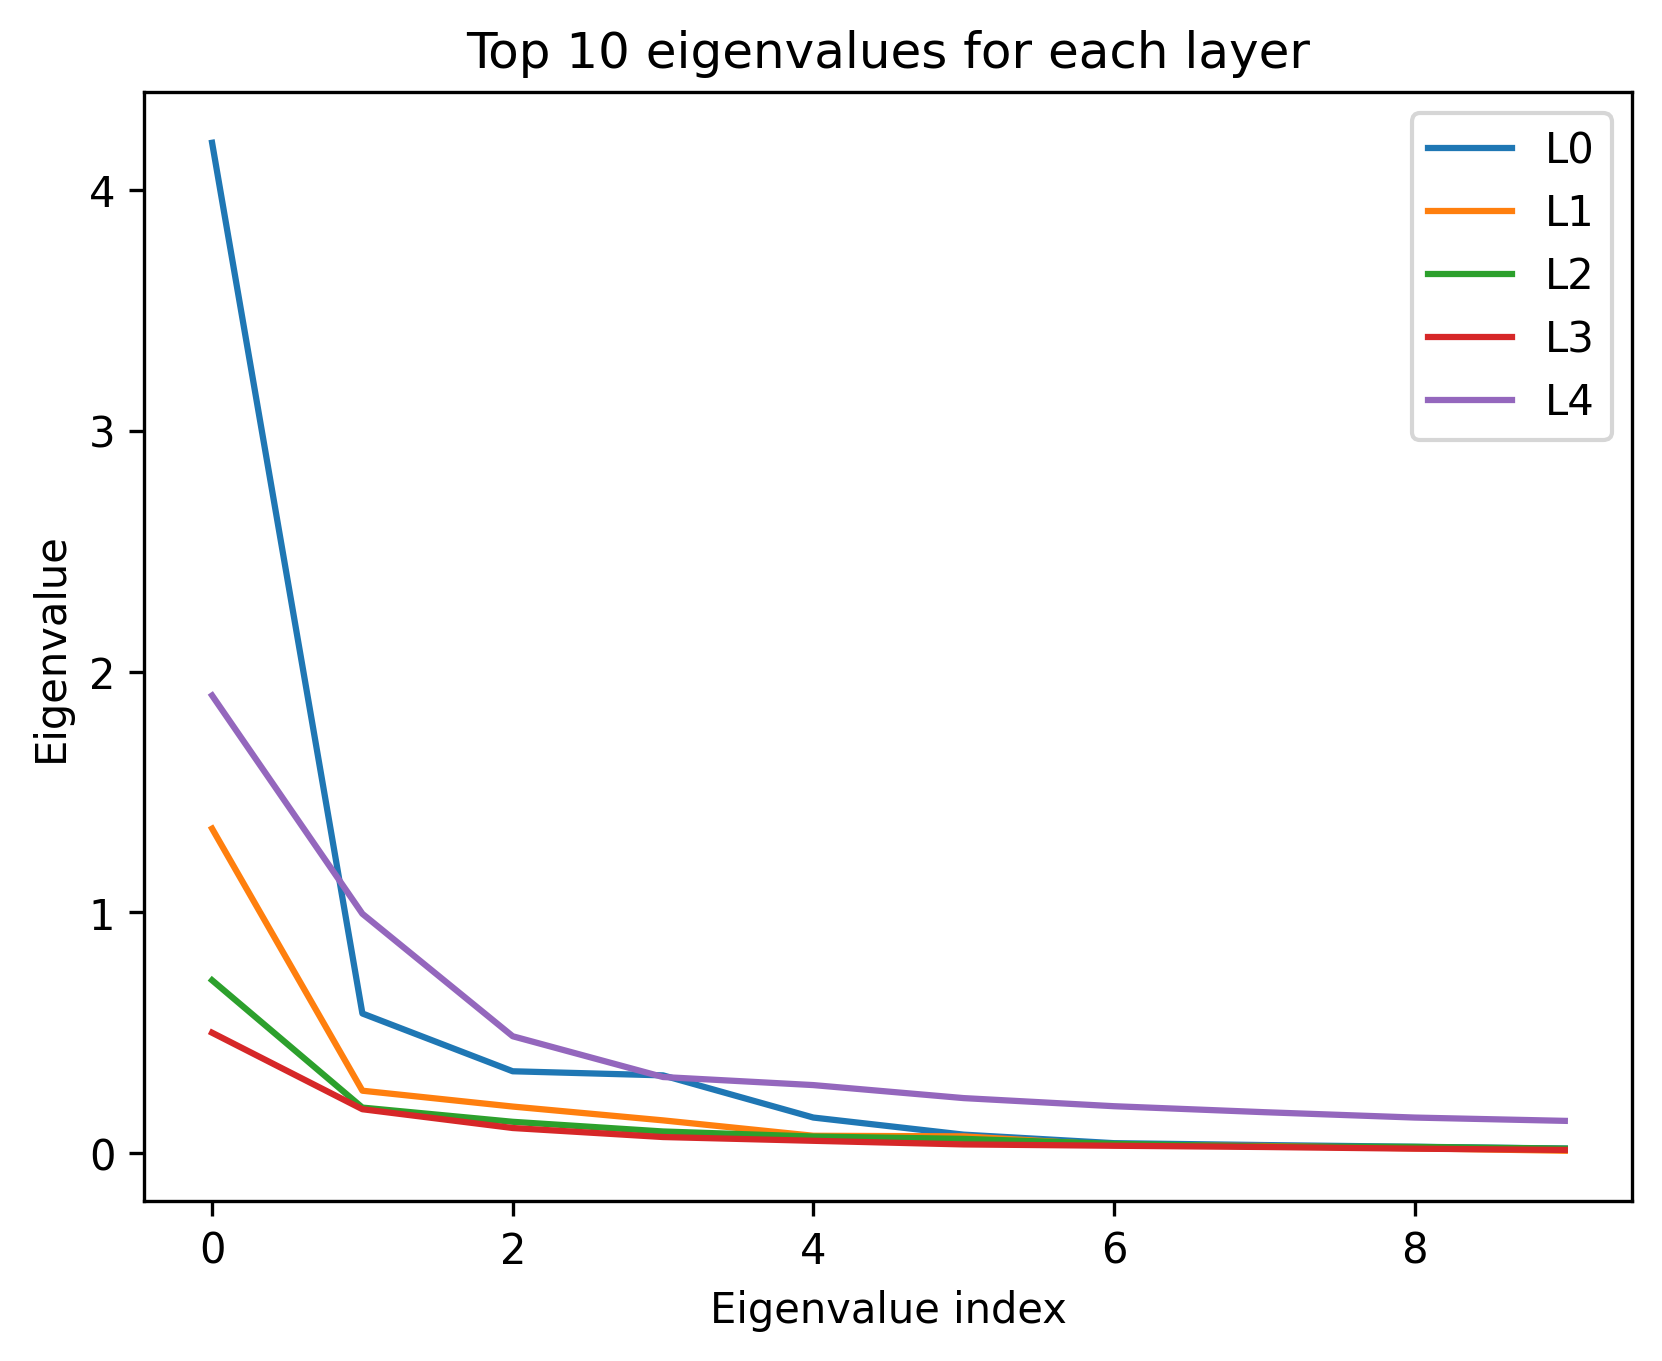 Top 10 eigenvalues for each layer
L0
L1
L2
L3
L4
4
3
2
1
0
Eigenvalue
0 2 4 6 8
Eigenvalue index